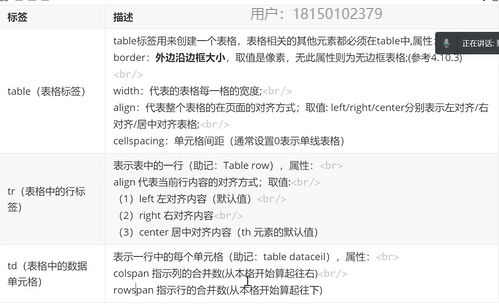 用户：18150102379
标签 描述
table标签用来创建一个表格，表格相关的其他元素都必须在table中,属性
正在讲话:
border：外边沿边框大小，取值是像素，无此属性则为无边框表格;(参考4.10.3)
<br/>
table（表格标签） width：代表的表格每一格的宽度;<br/>
align：代表整个表格的在页面的对齐方式；取值: left/right/center分别表示左对齐/右
对齐/居中对齐表格;<br/>
cellspacing：单元格间距（通常设置0表示单线表格）
表示表中的一行（助记：Table row），属性：<br>
align 代表当前行内容的对齐方式；取值:<br/>
tr（表格中的行标
签）
（1）left 左对齐内容（默认值）<br/>
（2）right 右对齐内容<br/>
（3）center 居中对齐内容（th 元素的默认值）
td（表格中的数据
单元格）
表示一行中的每个单元格（助记：table dataceil），属性：<br>
colspan 指示列的合并数(从本格开始算起往右)<br/>
rowspan 指示行的合并数(从本格开始算起往下)